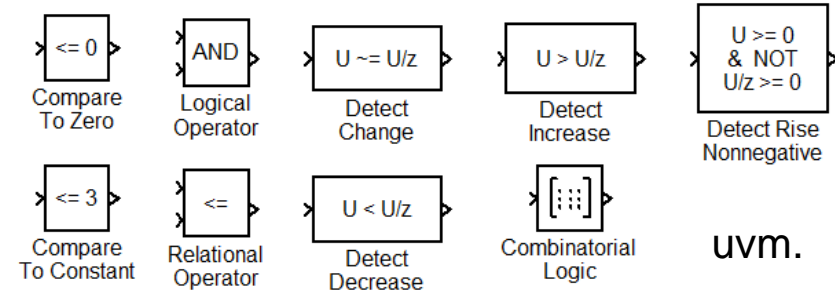 <= 0
Compare
To Zero
AND
Logical
Operator
U ~= U/z
Detect
Change
U > U/z
Detect
Increase
U >= 0
& NOT
U/z >= 0
Detect Rise
Nonnegative
<= 3
Compare
To Constant
<=
Relational
Operator
U < U/z
Detect
Decrease
Combinatorial
Logic
uvm.